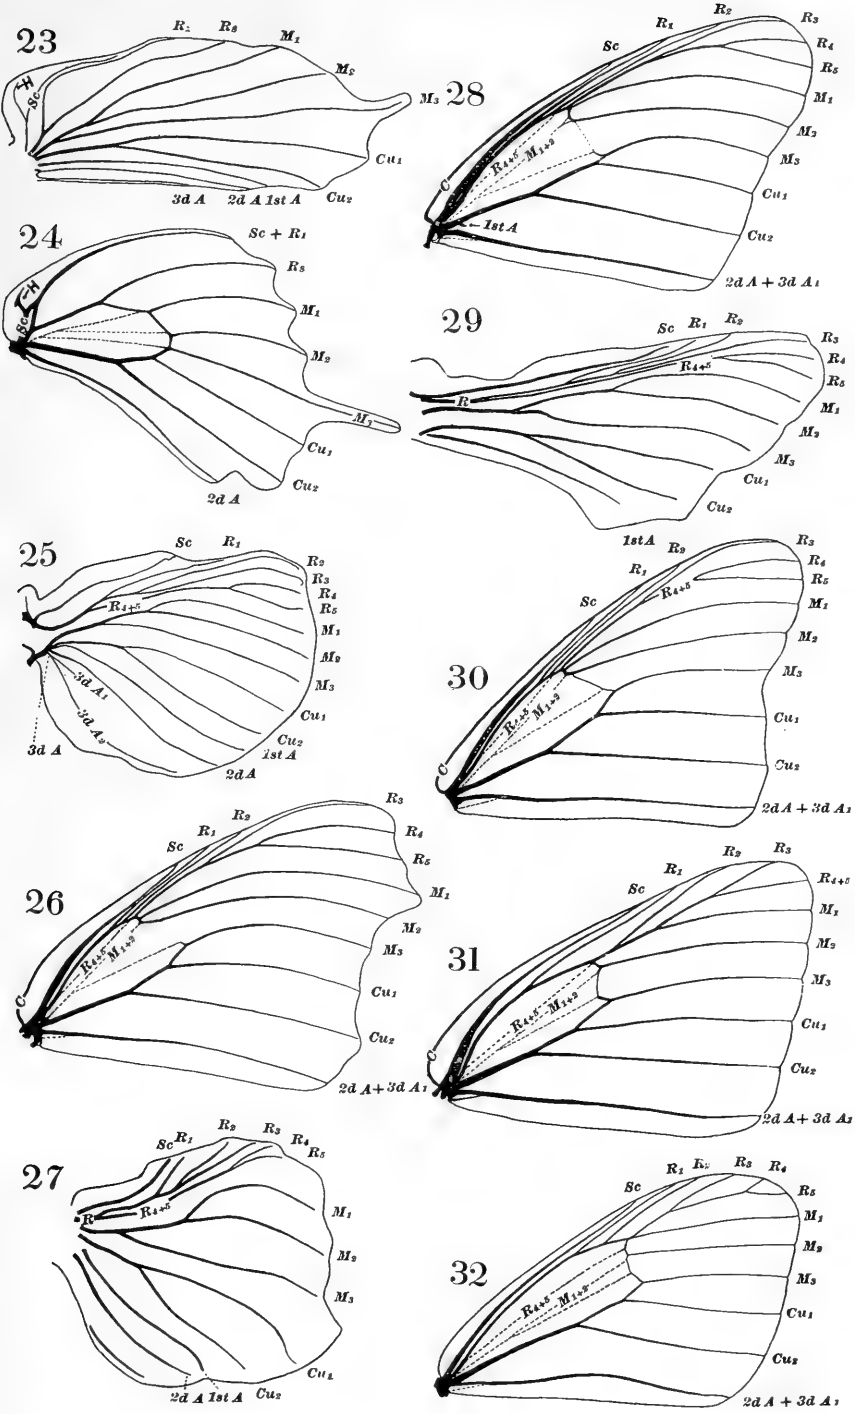 23
R₂ R₈ M₁
M₂
M₃
H
Sc
Cu₁
3d A 2d A 1st A Cu₂
24
Sc + R₁
R₈
H
M₁
Sc
M₂
M₃
Cu₁
Cu₂
2d A
25
Sc R₁
R₂
R₃
R₄
R₄₊₅
R₅
M₁
M₂
3d A₁
M₃
3d A₂
Cu₁
3d A
Cu₂
1st A
2d A
26
R₃
R₂
R₁
Sc
R₄
R₅
M₁
M₂
R₄₊₅ M₁₊₂
M₃
C
Cu₁
Cu₂
2d A + 3d A₁
27
Sc R₁ R₂ R₃ R₄ R₅
R
R₄₊₅
M₁
M₂
M₃
Cu₁
2d A 1st A Cu₂
28
Sc R₁ R₂ R₃
R₄
R₅
M₁
M₃
M₃
R₄₊₅ M₁₊₂
C
Cu₁
1st A
Cu₂
2d A + 3d A₁
29
Sc R₁ R₂
R₃
R₄
R₄₊₅
R₅
R
M₁
M₂
M₃
Cu₁
Cu₂
1st A
30
Sc R₁ R₂ R₃
R₄
R₄₊₅
R₅
M₁
M₂
M₃
R₄₊₅ M₁₊₂
Cu₁
C
Cu₂
2d A + 3d A₁
31
Sc R₁ R₂ R₃
R₄₊₅
M₁
M₂
M₃
R₄₊₅ M₁₊₂
Cu₁
C
Cu₂
2d A + 3d A₁
32
Sc R₁ R₂ R₃ R₄
R₅
M₁
M₂
M₃
R₄₊₅ M₁₊₂
Cu₁
Cu₂
2d A + 3d A₁